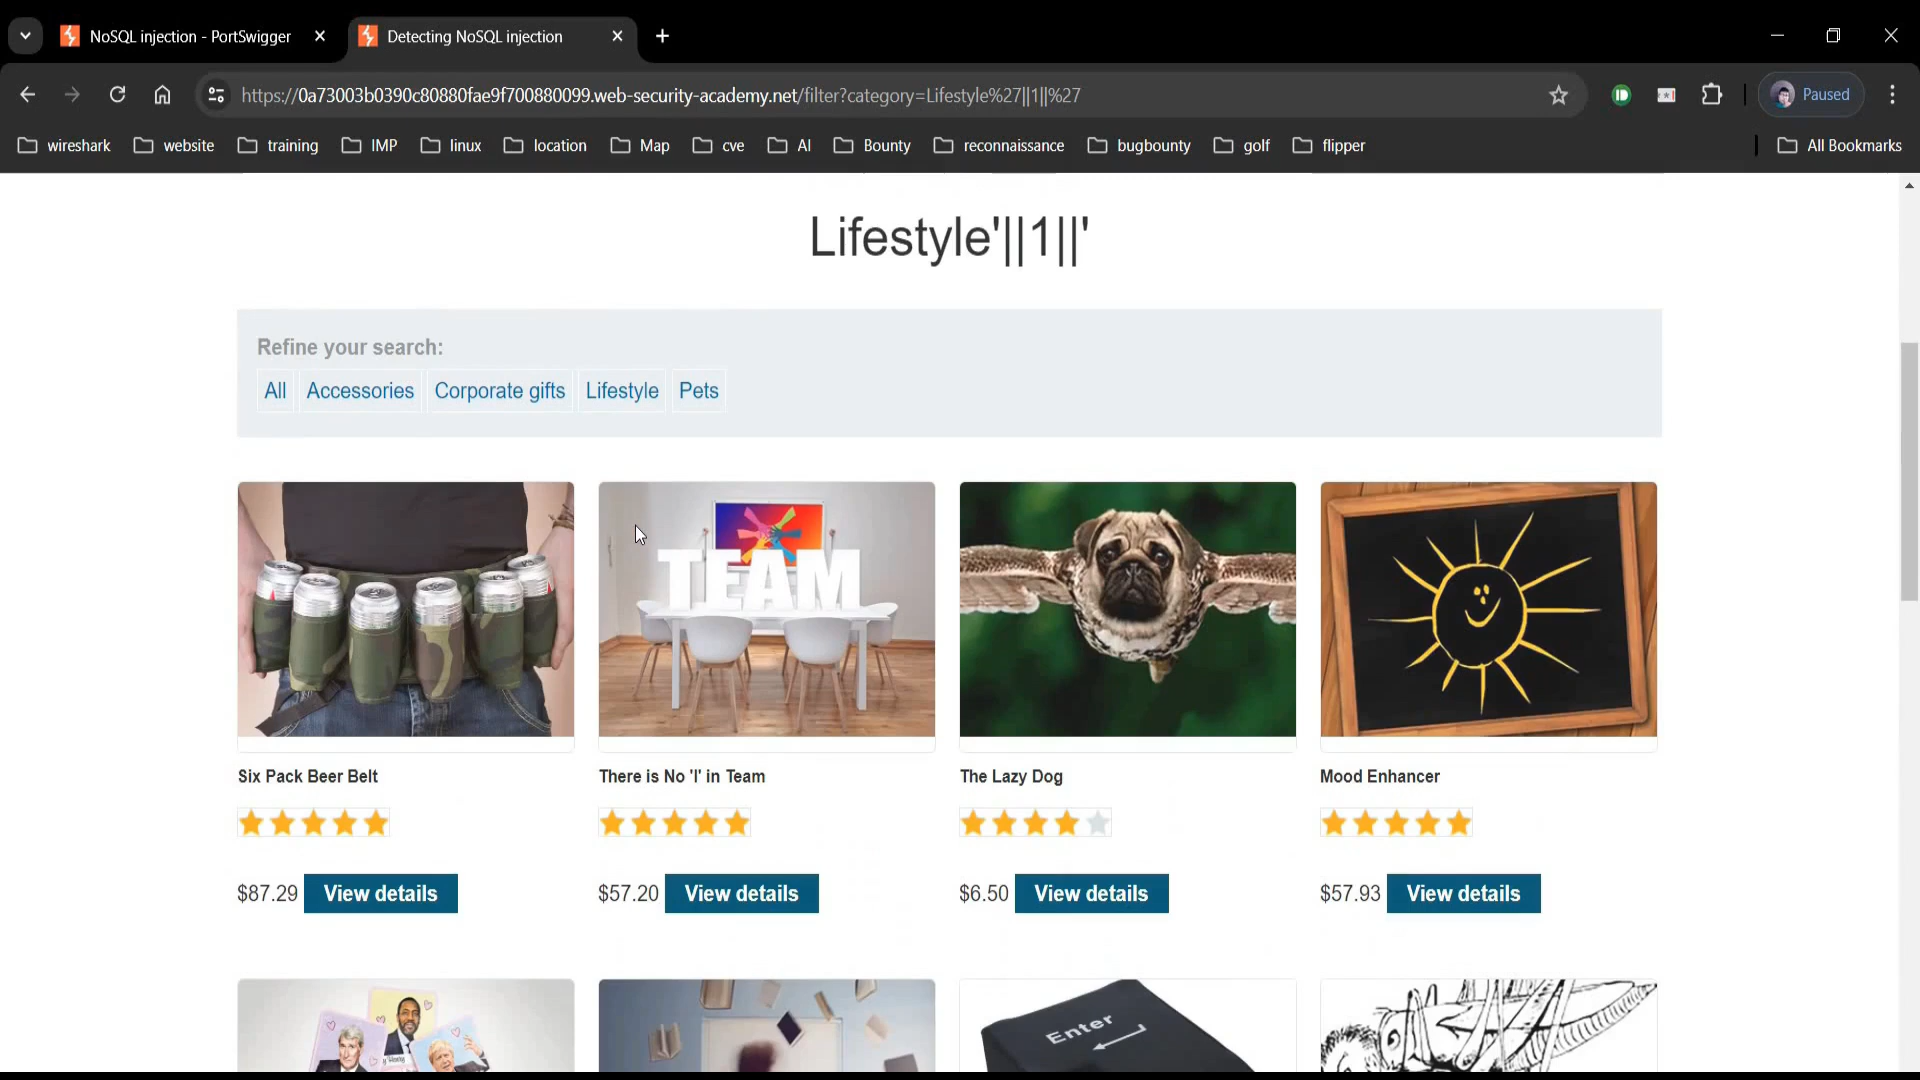 NoSQL injection - PortSwigger
Detecting NoSQL injection
https://0a73003b0390c80880fae9f700880099.web-security-academy.net/filter?category=Lifestyle%27||1||%27
Paused
wireshark website training IMP linux location Map cve AI Bounty reconnaissance bugbounty golf flipper All Bookmarks
Lifestyle'||1||'
Refine your search:
All Accessories Corporate gifts Lifestyle Pets
TEAM
Six Pack Beer Belt
There is No 'I' in Team
The Lazy Dog
Mood Enhancer
$87.29 View details
$57.20 View details
$6.50 View details
$57.93 View details
Enter